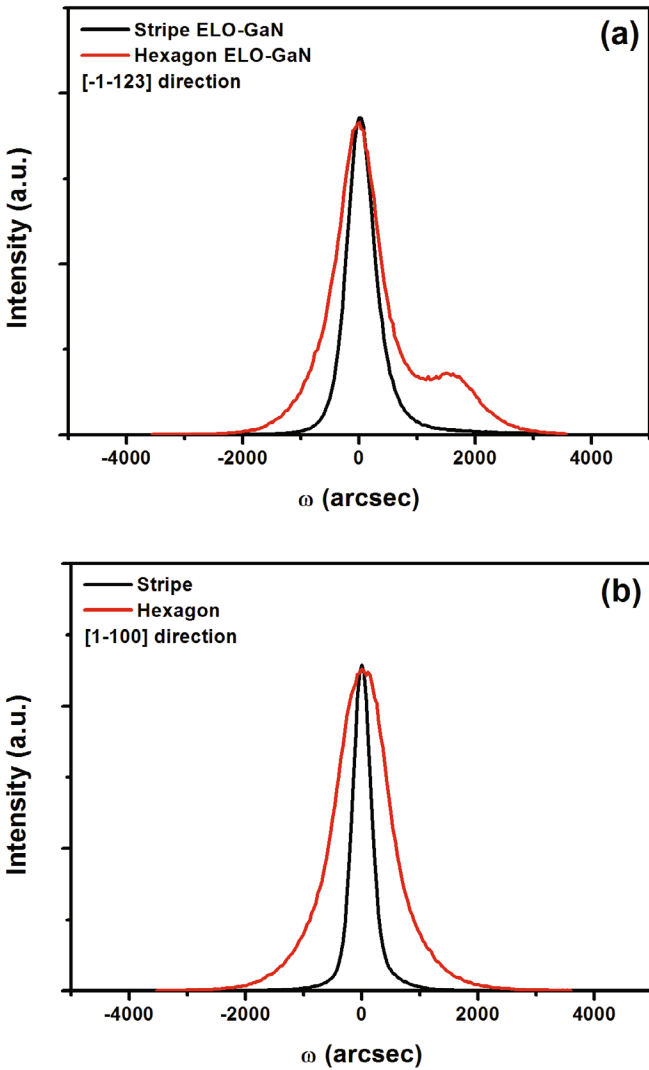 Stripe ELO-GaN
(a)
Hexagon ELO-GaN
[-1-123] direction
Intensity (a.u.)
-4000 -2000 0 2000 4000
ω (arcsec)
Stripe
(b)
Hexagon
[1-100] direction
Intensity (a.u.)
-4000 -2000 0 2000 4000
ω (arcsec)